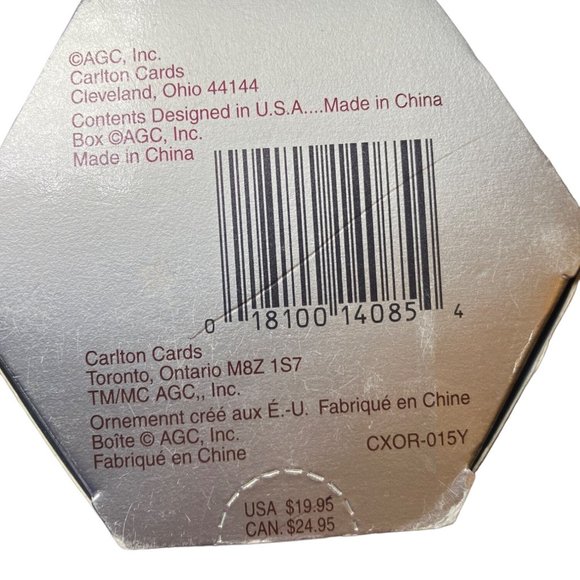 ©AGC, Inc.
Carlton Cards
Cleveland, Ohio 44144
Contents Designed in U.S.A....Made in China
Box ©AGC, Inc.
Made in China
0 18100 14085 4
Carlton Cards
Toronto, Ontario M8Z 1S7
TM/MC AGC,, Inc.
Ornemennt créé aux É.-U. Fabriqué en Chine
Boîte © AGC, Inc.
Fabriqué en Chine CXOR-015Y
USA $19.95
CAN. $24.95